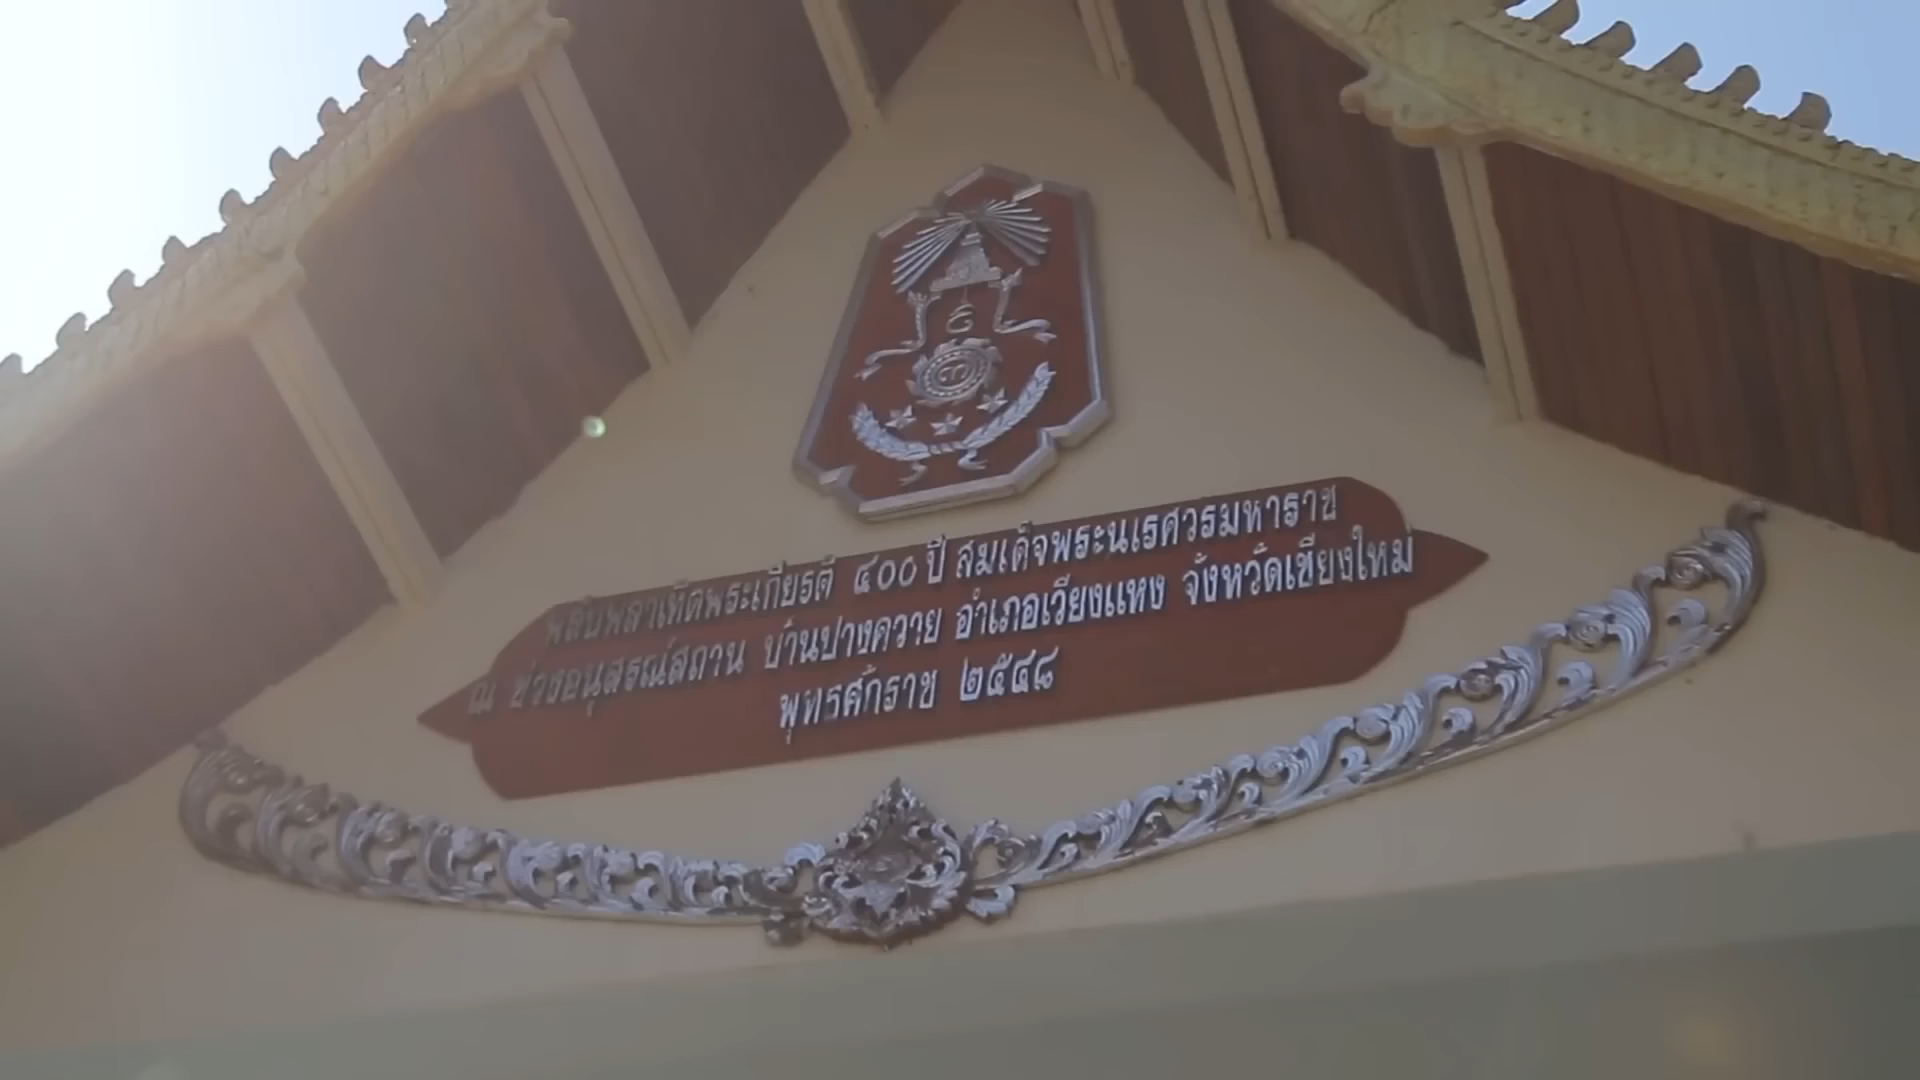 ๓
พลับพลาเทิดพระเกียรติ ๔๐๐ ปี สมเด็จพระนเรศวรมหาราช
ณ ข่วงอนุสรณ์สถาน บ้านปางควาย อำเภอเวียงแหง จังหวัดเชียงใหม่
พุทธศักราช ๒๕๔๘